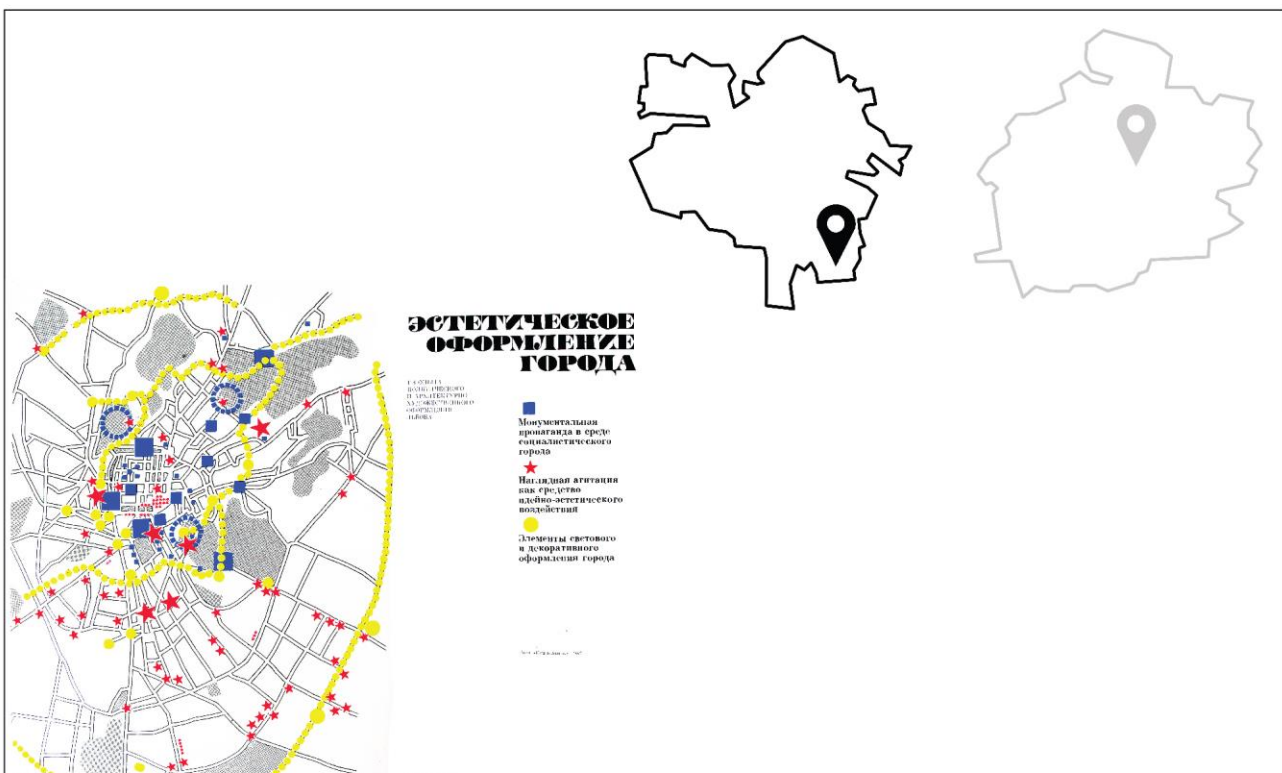 ЭСТЕТИЧЕСКОЕ
ОФОРМЛЕНИЕ
ГОРОДА
Монументальная
пропаганда в среде
социалистического
города
Наглядная агитация
как средство
идейно-эстетического
воздействия
Элементы светового
и декоративного
оформления города